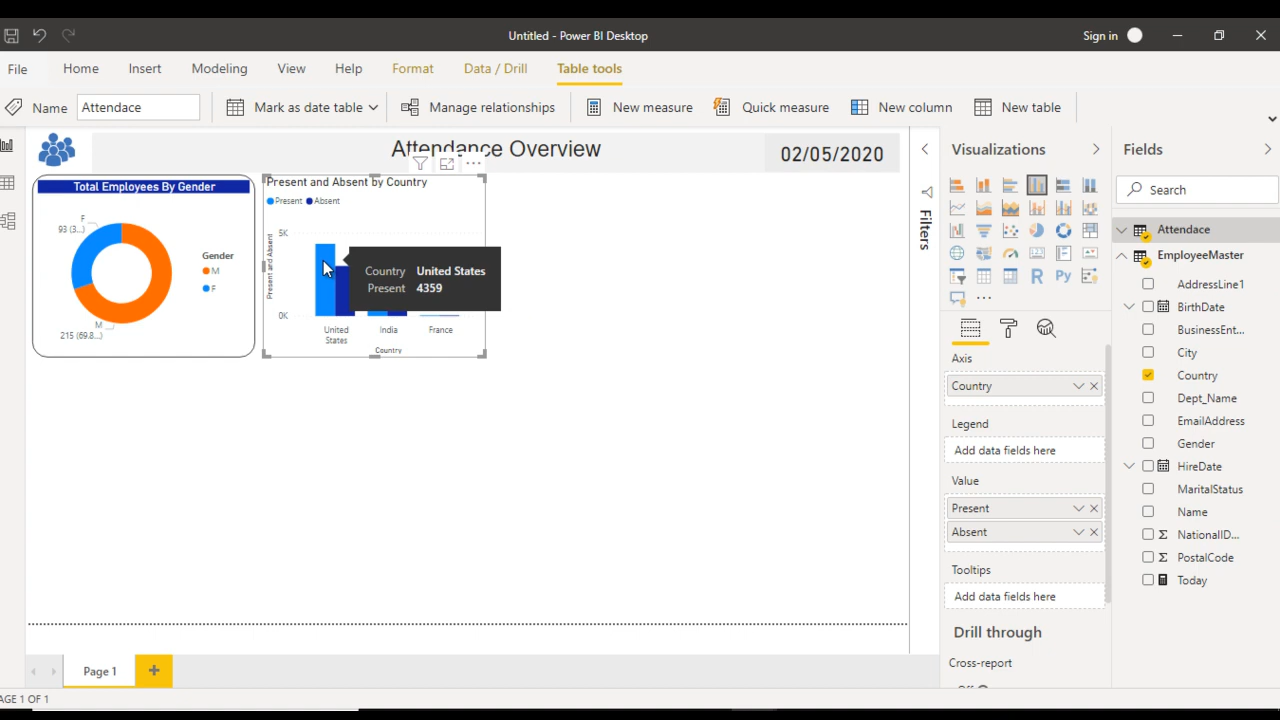 Untitled - Power BI Desktop
Sign in
File Home Insert Modeling View Help Format Data / Drill Table tools
Name Attendace Mark as date table Manage relationships New measure Quick measure New column New table
Attendance Overview
02/05/2020
Total Employees By Gender
F
93 (3...)
M
215 (69.8...)
Gender
M
F
Present and Absent by Country
Present Absent
Present and Absent
5K
0K
United States
India
France
Country
Country United States
Present 4359
Filters
Visualizations
R Py
Axis
Country
Legend
Add data fields here
Value
Present
Absent
Tooltips
Add data fields here
Drill through
Cross-report
Fields
Search
Attendace
EmployeeMaster
AddressLine1
BirthDate
BusinessEnt...
City
Country
Dept_Name
EmailAddress
Gender
HireDate
MaritalStatus
Name
Σ NationalID...
Σ PostalCode
Today
Page 1
+
AGE 1 OF 1